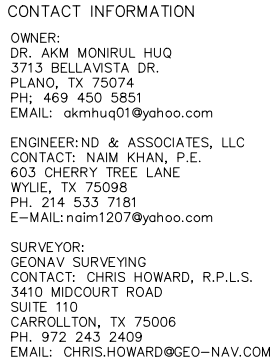 CONTACT INFORMATION
OWNER:
DR. AKM MONIRUL HUQ
3713 BELLAVISTA DR.
PLANO, TX 75074
PH; 469 450 5851
EMAIL: akmhuq01@yahoo.com
ENGINEER: ND & ASSOCIATES, LLC
CONTACT: NAIM KHAN, P.E.
603 CHERRY TREE LANE
WYLIE, TX 75098
PH. 214 533 7181
E-MAIL: naim1207@yahoo.com
SURVEYOR:
GEONAV SURVEYING
CONTACT: CHRIS HOWARD, R.P.L.S.
3410 MIDCOURT ROAD
SUITE 110
CARROLLTON, TX 75006
PH. 972 243 2409
EMAIL: CHRIS.HOWARD@GEO-NAV.COM